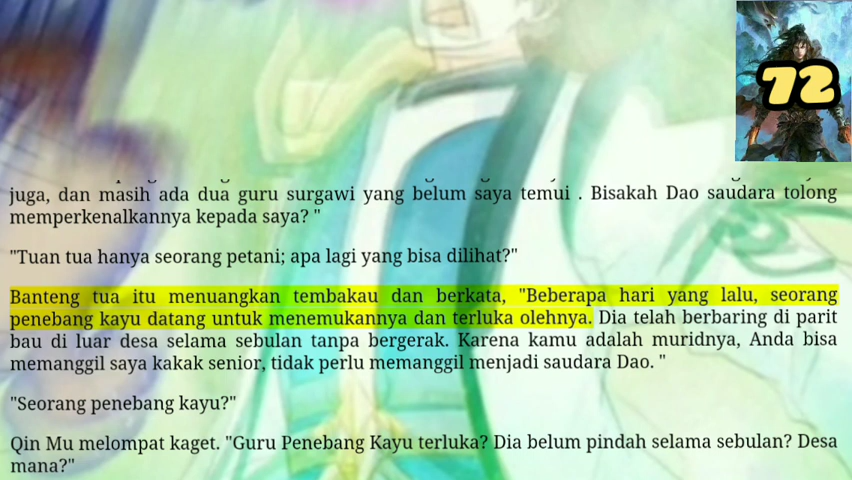 72
juga, dan masih ada dua guru surgawi yang belum saya temui . Bisakah Dao saudara tolong
memperkenalkannya kepada saya? "
"Tuan tua hanya seorang petani; apa lagi yang bisa dilihat?"
Banteng tua itu menuangkan tembakau dan berkata, "Beberapa hari yang lalu, seorang
penebang kayu datang untuk menemukannya dan terluka olehnya. Dia telah berbaring di parit
bau di luar desa selama sebulan tanpa bergerak. Karena kamu adalah muridnya, Anda bisa
memanggil saya kakak senior, tidak perlu memanggil menjadi saudara Dao. "
"Seorang penebang kayu?"
Qin Mu melompat kaget. "Guru Penebang Kayu terluka? Dia belum pindah selama sebulan? Desa
mana?"